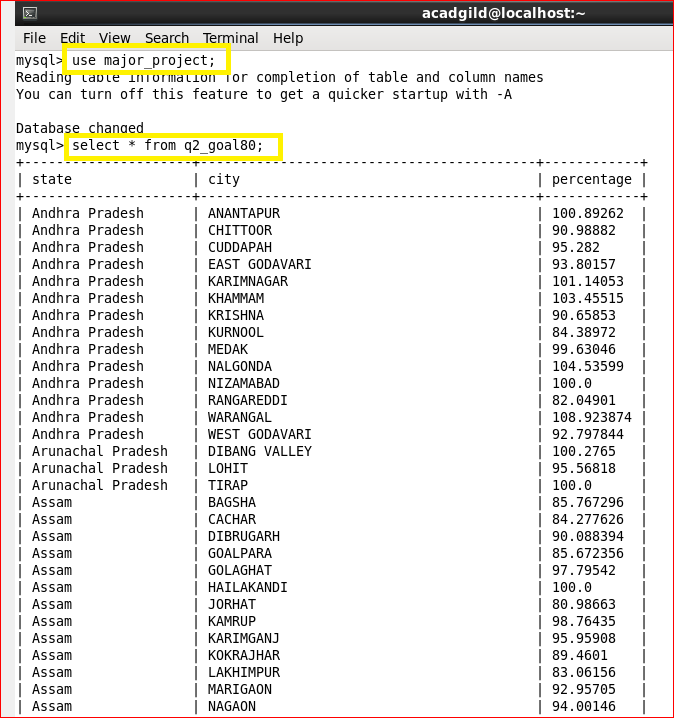 acadgild@localhost:~
File Edit View Search Terminal Help
mysql> use major_project;
Reading table information for completion of table and column names
You can turn off this feature to get a quicker startup with -A
Database changed
mysql> select * from q2_goal80;
+---------------------+------------------------------------------+------------+
| state | city | percentage |
+---------------------+------------------------------------------+------------+
| Andhra Pradesh | ANANTAPUR | 100.89262 |
| Andhra Pradesh | CHITTOOR | 90.98882 |
| Andhra Pradesh | CUDDAPAH | 95.282 |
| Andhra Pradesh | EAST GODAVARI | 93.80157 |
| Andhra Pradesh | KARIMNAGAR | 101.14053 |
| Andhra Pradesh | KHAMMAM | 103.45515 |
| Andhra Pradesh | KRISHNA | 90.65853 |
| Andhra Pradesh | KURNOOL | 84.38972 |
| Andhra Pradesh | MEDAK | 99.63046 |
| Andhra Pradesh | NALGONDA | 104.53599 |
| Andhra Pradesh | NIZAMABAD | 100.0 |
| Andhra Pradesh | RANGAREDDI | 82.04901 |
| Andhra Pradesh | WARANGAL | 108.923874 |
| Andhra Pradesh | WEST GODAVARI | 92.797844 |
| Arunachal Pradesh | DIBANG VALLEY | 100.2765 |
| Arunachal Pradesh | LOHIT | 95.56818 |
| Arunachal Pradesh | TIRAP | 100.0 |
| Assam | BAGSHA | 85.767296 |
| Assam | CACHAR | 84.277626 |
| Assam | DIBRUGARH | 90.088394 |
| Assam | GOALPARA | 85.672356 |
| Assam | GOLAGHAT | 97.79542 |
| Assam | HAILAKANDI | 100.0 |
| Assam | JORHAT | 80.98663 |
| Assam | KAMRUP | 98.76435 |
| Assam | KARIMGANJ | 95.95908 |
| Assam | KOKRAJHAR | 89.4601 |
| Assam | LAKHIMPUR | 83.06156 |
| Assam | MARIGAON | 92.95705 |
| Assam | NAGAON | 94.00146 |